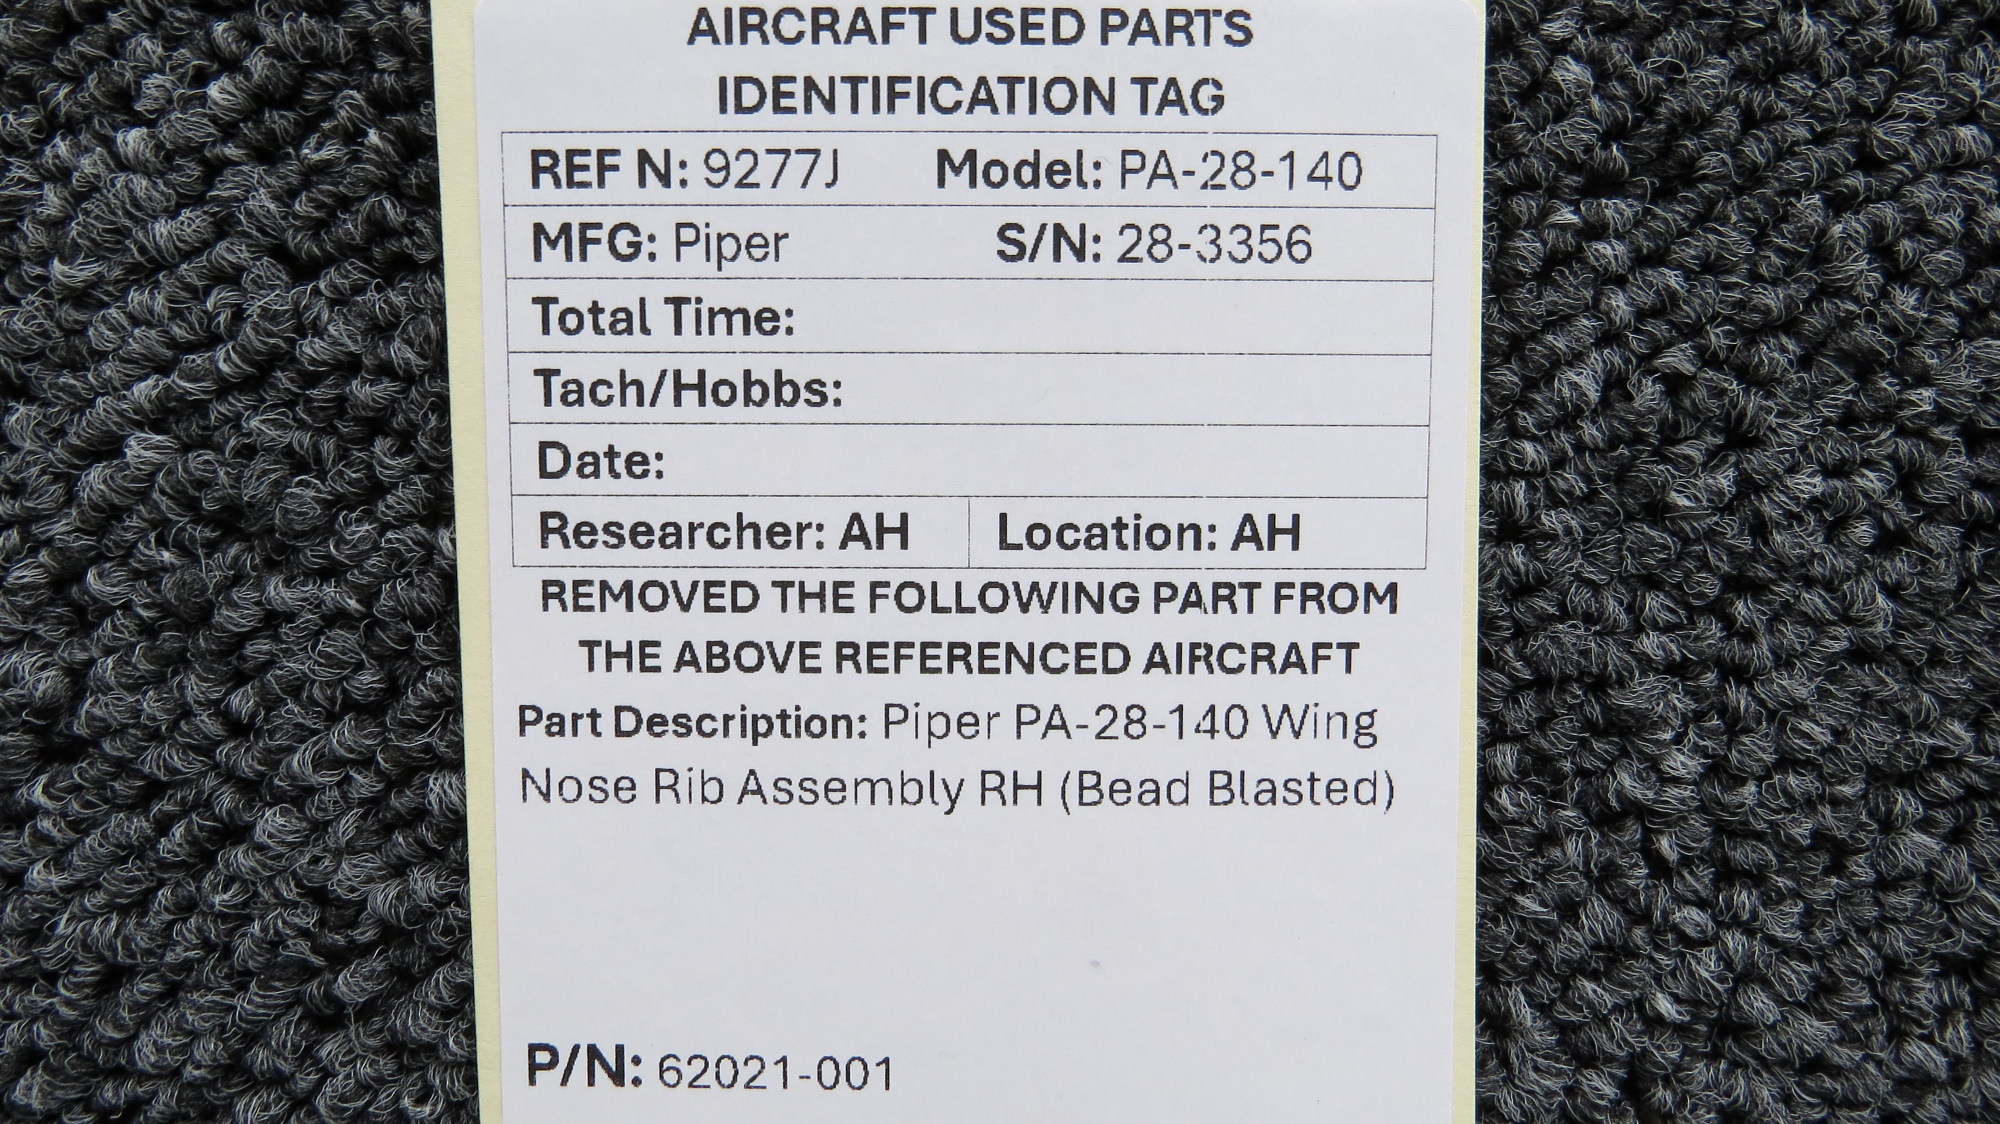 AIRCRAFT USED PARTS
IDENTIFICATION TAG
REF N: 9277J Model: PA-28-140
MFG: Piper S/N: 28-3356
Total Time:
Tach/Hobbs:
Date:
Researcher: AH Location: AH
REMOVED THE FOLLOWING PART FROM
THE ABOVE REFERENCED AIRCRAFT
Part Description: Piper PA-28-140 Wing
Nose Rib Assembly RH (Bead Blasted)
P/N: 62021-001